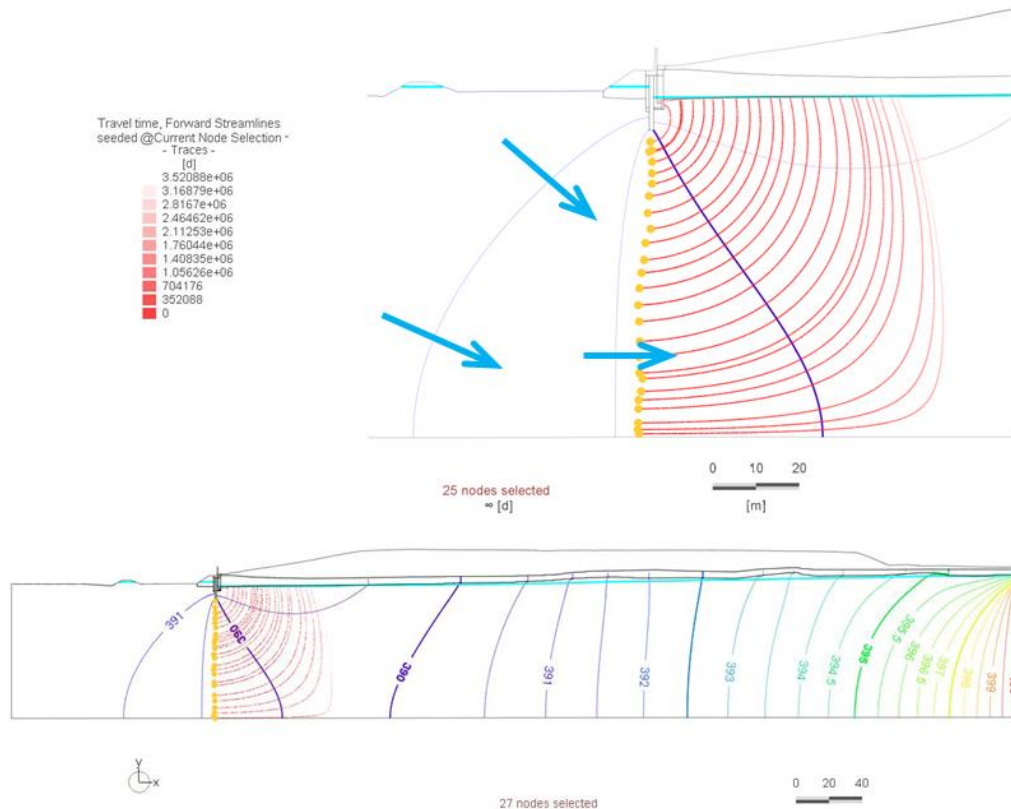 Travel time, Forward Streamlines
seeded @Current Node Selection -
- Traces -
[d]
3.52088e+06
3.16879e+06
2.8167e+06
2.46462e+06
2.11253e+06
1.76044e+06
1.40835e+06
1.05626e+06
704176
352088
0
25 nodes selected
∞ [d]
0 10 20
[m]
391
390
390
391
392
393
394
394.5
395
395.5
396
396.5
397
398
399
y
x
0 20 40
27 nodes selected